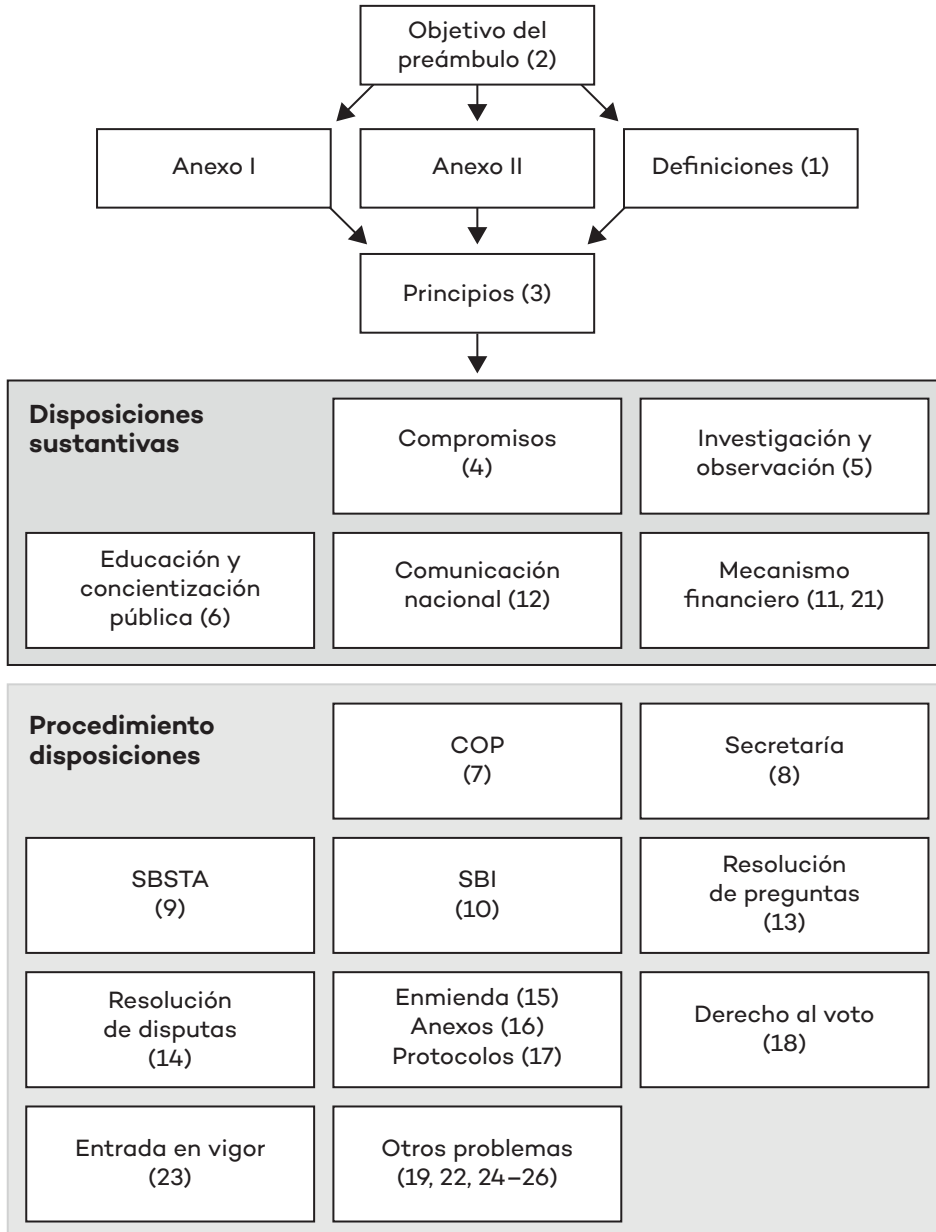 Objetivo del
preámbulo (2)
Anexo I
Anexo II
Definiciones (1)
Principios (3)
Disposiciones
sustantivas
Compromisos
(4)
Investigación y
observación (5)
Educación y
concientización
pública (6)
Comunicación
nacional (12)
Mecanismo
financiero (11, 21)
Procedimiento
disposiciones
COP
(7)
Secretaría
(8)
SBSTA
(9)
SBI
(10)
Resolución
de preguntas
(13)
Resolución
de disputas
(14)
Enmienda (15)
Anexos (16)
Protocolos (17)
Derecho al voto
(18)
Entrada en vigor
(23)
Otros problemas
(19, 22, 24–26)